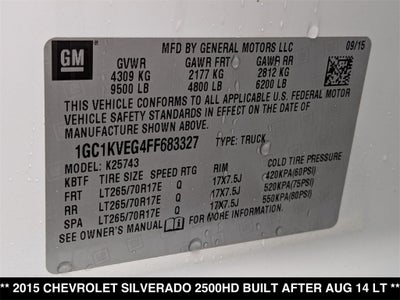 GM
MFD BY GENERAL MOTORS LLC
09/15
GVWR GAWR FRT GAWR RR
4309 KG 2177 KG 2812 KG
9500 LB 4800 LB 6200 LB
THIS VEHICLE CONFORMS TO ALL APPLICABLE U.S. FEDERAL MOTOR
VEHICLE SAFETY STANDARDS IN EFFECT ON THE DATE OF
MANUFACTURE SHOWN ABOVE.
1GC1KVEG4FF683327 TYPE: TRUCK
MODEL: K25743
KBTF TIRE SIZE SPEED RTG RIM COLD TIRE PRESSURE
FRT LT265/70R17E Q 17X7.5J 420KPA(60PSI)
RR LT265/70R17E Q 17X7.5J 520KPA(75PSI)
SPA LT265/70R17E Q 17X7.5J 550KPA(80PSI)
SEE OWNER'S MANUAL FOR MORE INFORMATION.
** 2015 CHEVROLET SILVERADO 2500HD BUILT AFTER AUG 14 LT **